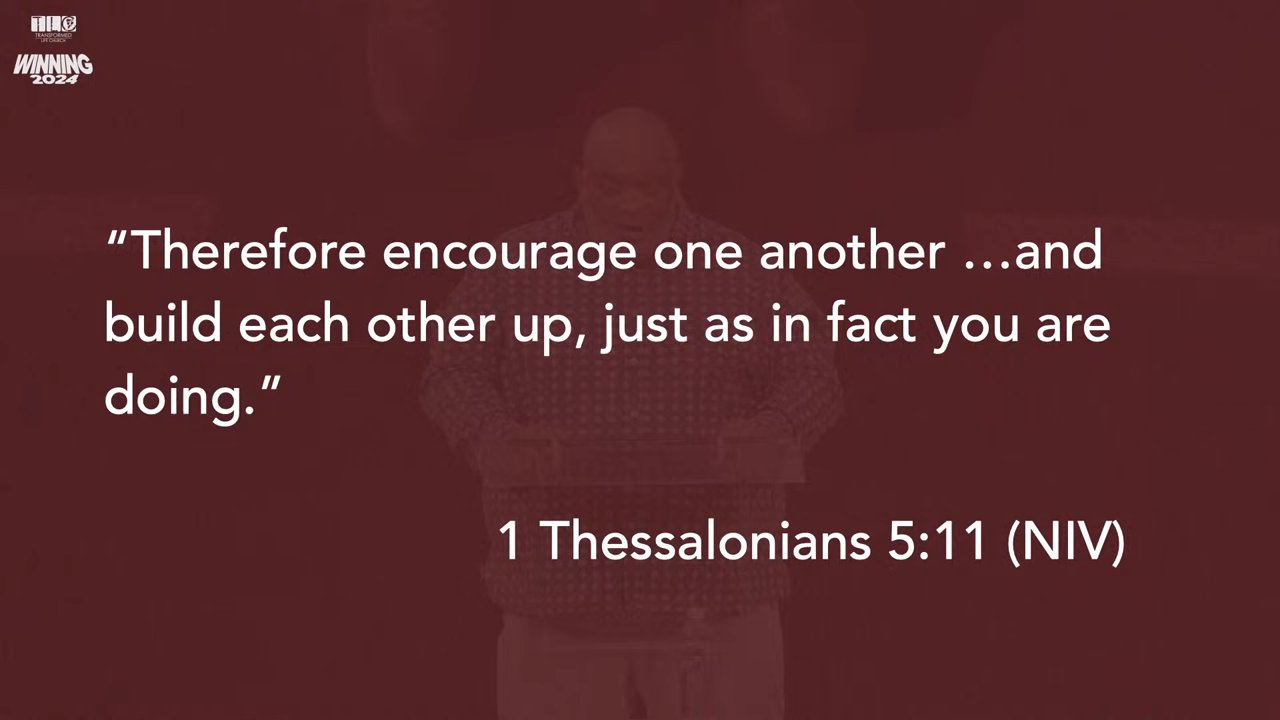 TLC
TRANSFORMED
LIFE CHURCH
WINNING
2024
“Therefore encourage one another …and
build each other up, just as in fact you are
doing.”
1 Thessalonians 5:11 (NIV)